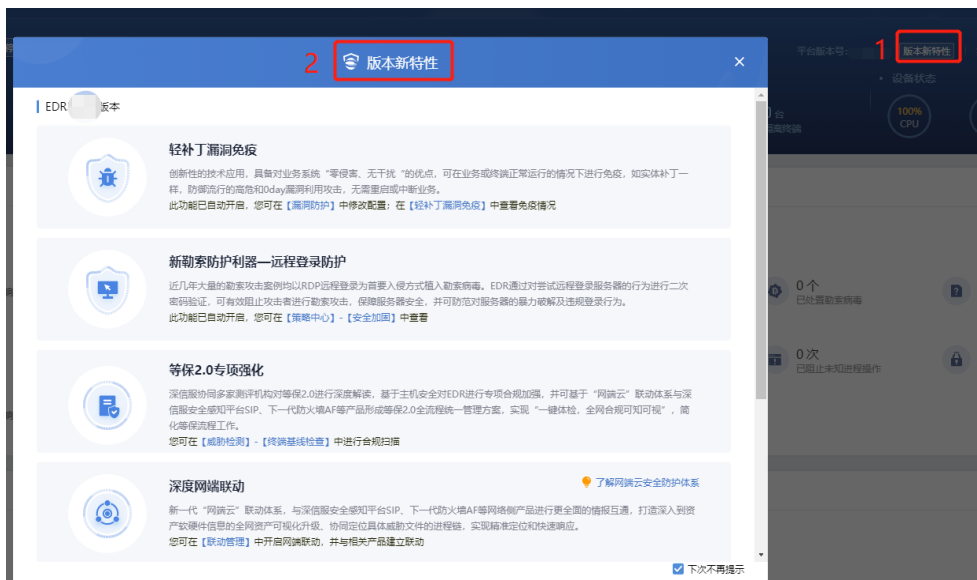 平台版本号:
1
版本新特性
2
版本新特性
设备状态
EDR
版本
100%
CPU
台
轻补丁漏洞免疫
创新性的技术应用，具备对业务系统“零侵害、无干扰“的优点，可在业务或终端正常运行的情况下进行免疫，如实体补丁一
样，防御流行的高危和0day漏洞利用攻击，无需重启或中断业务。
此功能已自动开启，您可在【漏洞防护】中修改配置；在【轻补丁漏洞免疫】中查看免疫情况
新勒索防护利器—远程登录防护
近几年大量的勒索攻击案例均以RDP远程登录为首要入侵方式植入勒索病毒。EDR通过对尝试远程登录服务器的行为进行二次
密码验证，可有效阻止攻击者进行勒索攻击，保障服务器安全，并可防范对服务器的暴力破解及违规登录行为。
此功能已自动开启，您可在【策略中心】-【安全加固】中查看
0个
已处置勒索病毒
等保2.0专项强化
深信服协同多家测评机构对等保2.0进行深度解读，基于主机安全对EDR进行专项合规加强，并可基于“网端云”联动体系与深
信服安全感知平台SIP、下一代防火墙AF等产品形成等保2.0全流程统一管理方案，实现“一键体检，全网合规可知可视”，简
化等保流程工作。
您可在【威胁检测】-【终端基线检查】中进行合规扫描
0次
已阻止未知进程操作
深度网端联动
了解网端云安全防护体系
新一代“网端云”联动体系，与深信服安全感知平台SIP、下一代防火墙AF等网络侧产品进行更全面的情报互通，打造深入到资
产软硬件信息的全网资产可视化升级、协同定位具体威胁文件的进程链，实现精准定位和快速响应。
您可在【联动管理】中开启网端联动，并与相关产品建立联动
下次不再提示